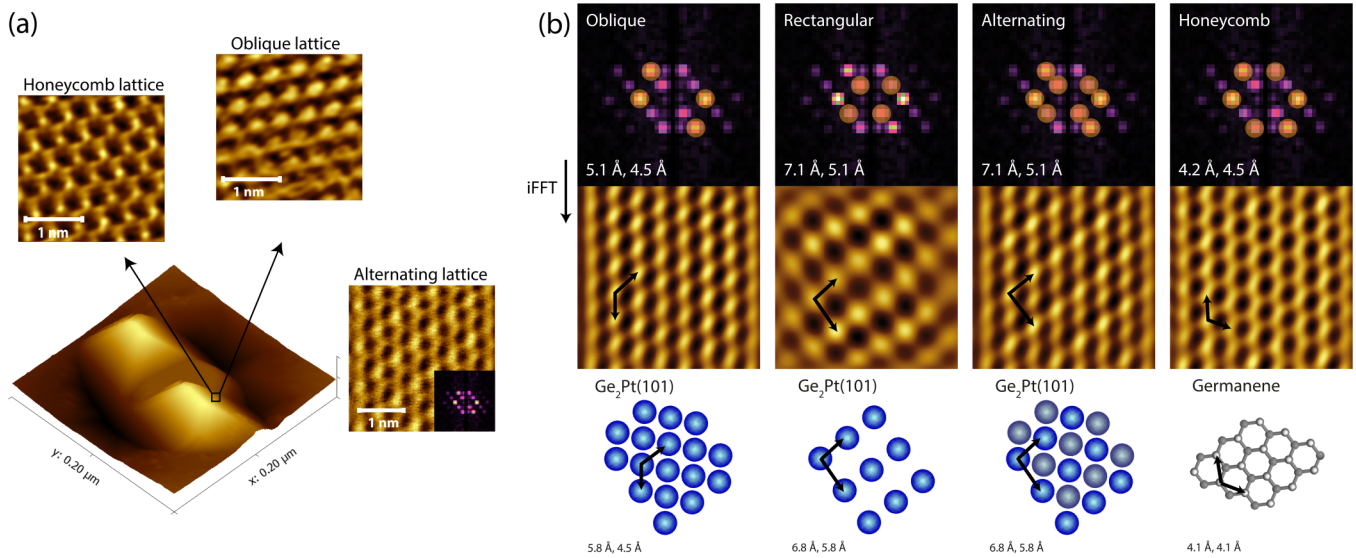 (a)
Oblique lattice
Honeycomb lattice
1 nm
1 nm
Alternating lattice
1 nm
y: 0.20 µm
x: 0.20 µm
(b)
Oblique
Rectangular
Alternating
Honeycomb
5.1 Å, 4.5 Å
7.1 Å, 5.1 Å
7.1 Å, 5.1 Å
4.2 Å, 4.5 Å
iFFT
Ge₂Pt(101)
Ge₂Pt(101)
Ge₂Pt(101)
Germanene
5.8 Å, 4.5 Å
6.8 Å, 5.8 Å
6.8 Å, 5.8 Å
4.1 Å, 4.1 Å